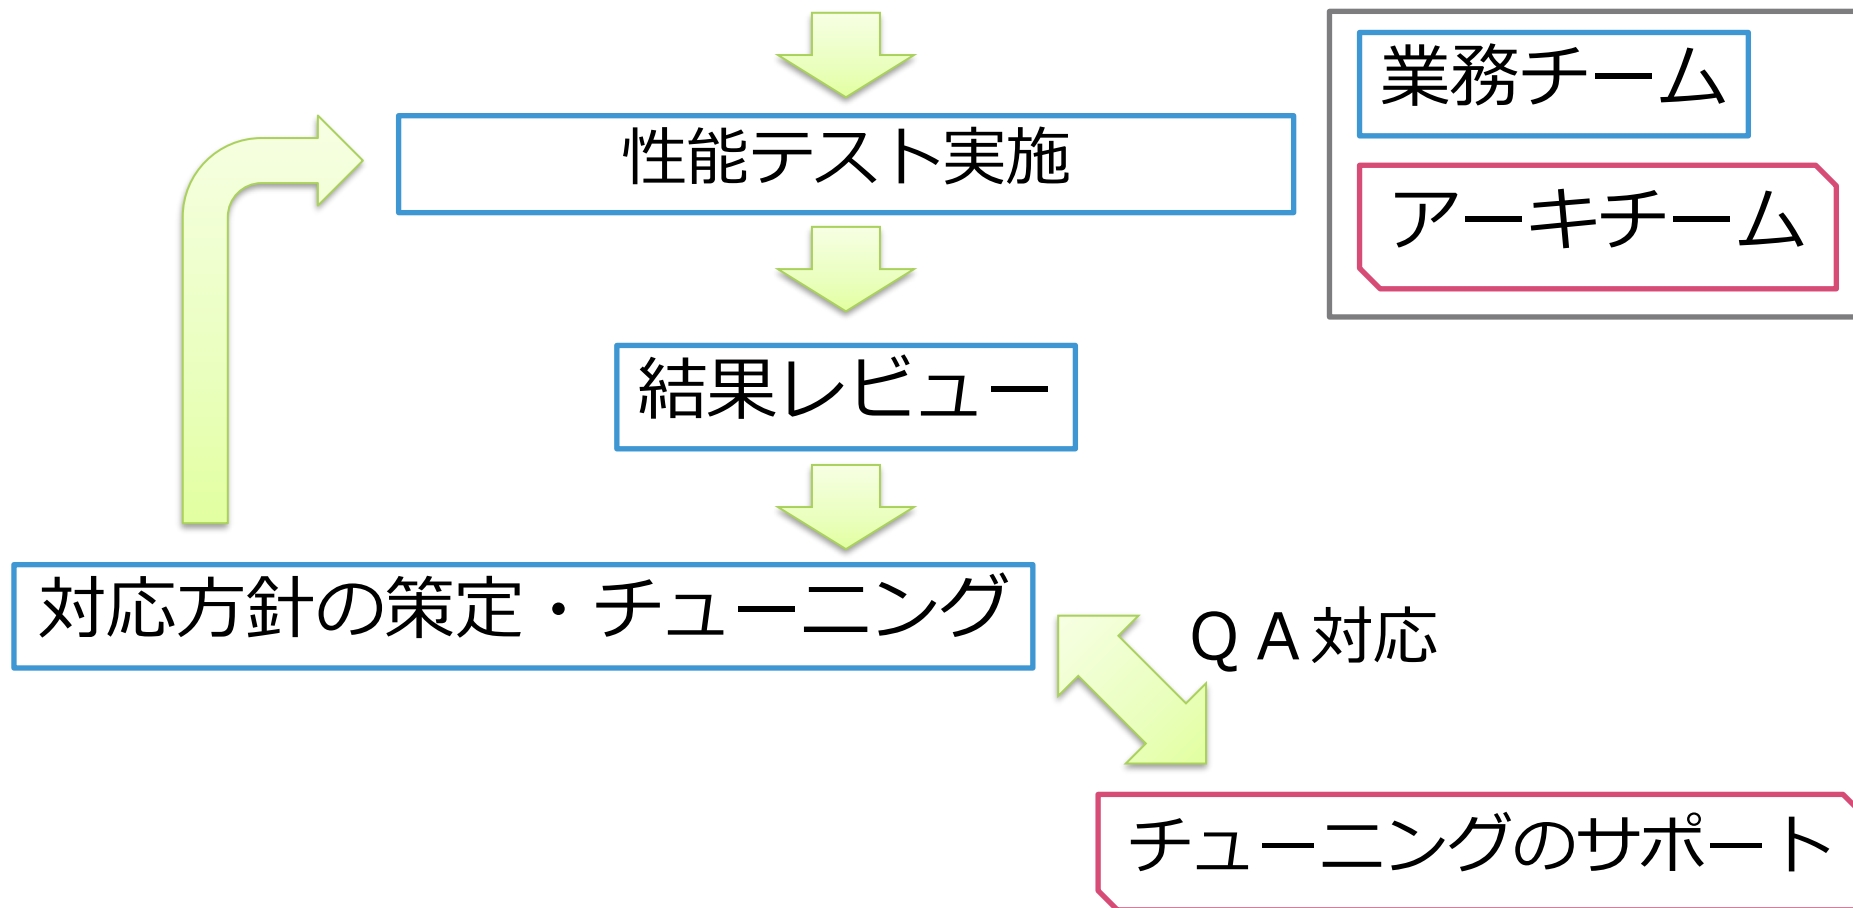 業務チーム
アーキチーム
性能テスト実施
結果レビュー
対応方針の策定・チューニング
ＱＡ対応
チューニングのサポート